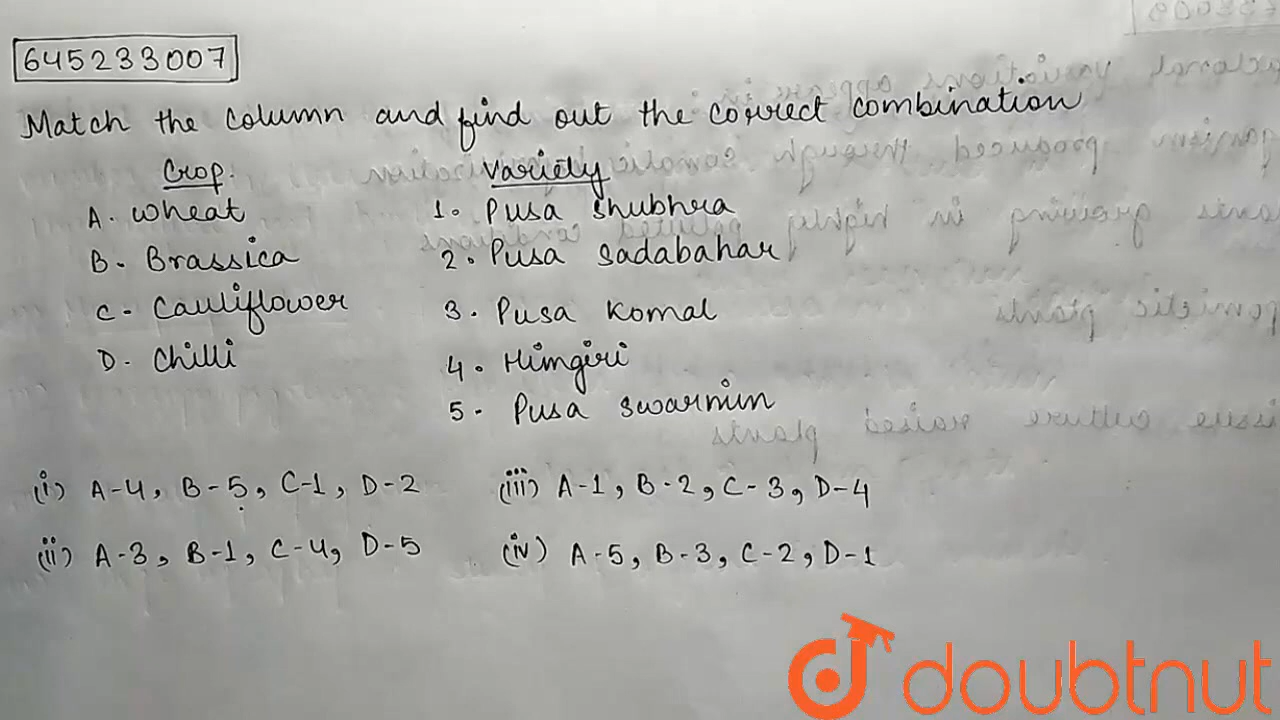 645233007
Match the column and find out the correct combination
Crop. Variety
A. Wheat 1. Pusa Shubhra
B. Brassica 2. Pusa Sadabahar
C. Cauliflower 3. Pusa Komal
D. Chilli 4. Himgiri
5. Pusa Swarnim
(i) A-4, B-5, C-1, D-2 (iii) A-1, B-2, C-3, D-4
(ii) A-3, B-1, C-4, D-5 (iv) A-5, B-3, C-2, D-1
doubtnut